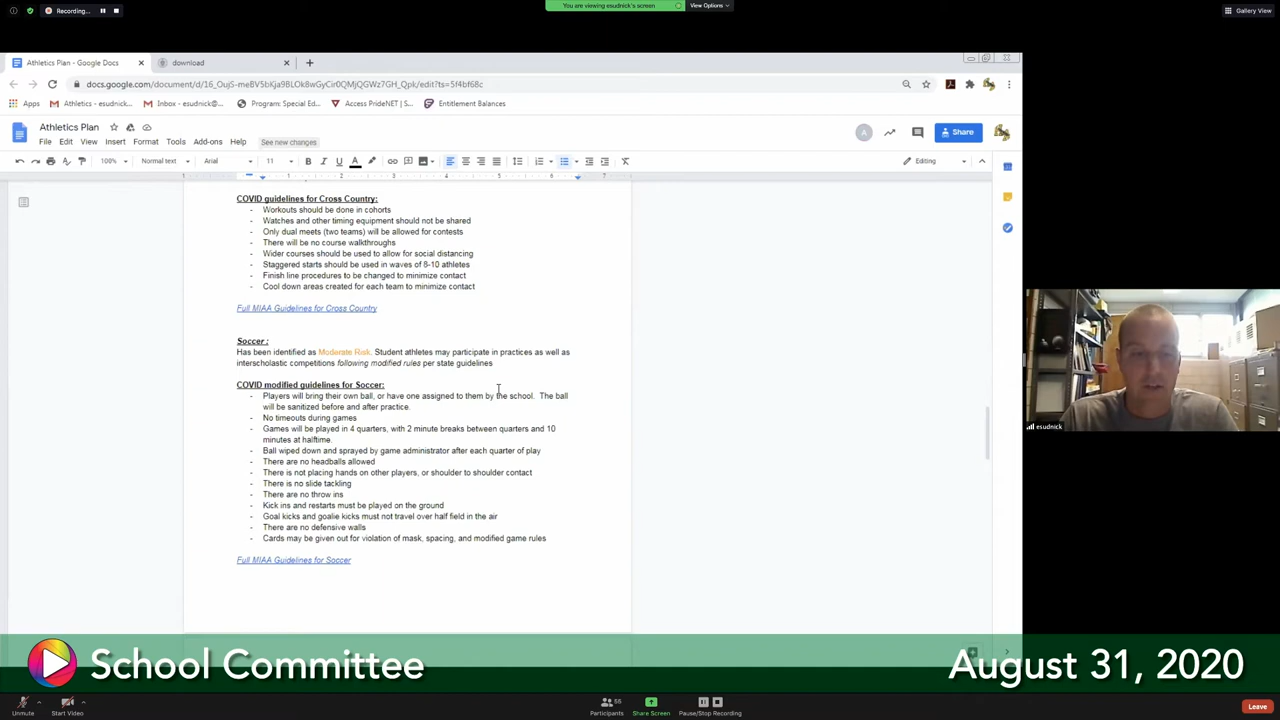 Recording...
You are viewing esudnick's screen
View Options
Gallery View
Athletics Plan - Google Docs
download
Apps
Athletics - esudnick...
Inbox - esudnick@...
Program: Special Ed...
Access PrideNET | S...
Entitlement Balances
Athletics Plan
File Edit View Insert Format Tools Add-ons Help
See new changes
A
Share
100%
Normal text
Arial
11
B I U A
Editing
1 1 2 3 4 5 6 7
COVID guidelines for Cross Country:
- Workouts should be done in cohorts
- Watches and other timing equipment should not be shared
- Only dual meets (two teams) will be allowed for contests
- There will be no course walkthroughs
- Wider courses should be used to allow for social distancing
- Staggered starts should be used in waves of 8-10 athletes
- Finish line procedures to be changed to minimize contact
- Cool down areas created for each team to minimize contact
Full MIAA Guidelines for Cross Country
Soccer :
Has been identified as Moderate Risk. Student athletes may participate in practices as well as
interscholastic competitions following modified rules per state guidelines
COVID modified guidelines for Soccer:
- Players will bring their own ball, or have one assigned to them by the school. The ball
will be sanitized before and after practice.
- No timeouts during games
- Games will be played in 4 quarters, with 2 minute breaks between quarters and 10
minutes at halftime.
- Ball wiped down and sprayed by game administrator after each quarter of play
- There are no headballs allowed
- There is not placing hands on other players, or shoulder to shoulder contact
- There is no slide tackling
- There are no throw ins
- Kick ins and restarts must be played on the ground
- Goal kicks and goalie kicks must not travel over half field in the air
- There are no defensive walls
- Cards may be given out for violation of mask, spacing, and modified game rules
Full MIAA Guidelines for Soccer
esudnick
School Committee
August 31, 2020
Unmute
Start Video
55
Participants
Share Screen
Pause/Stop Recording
Leave